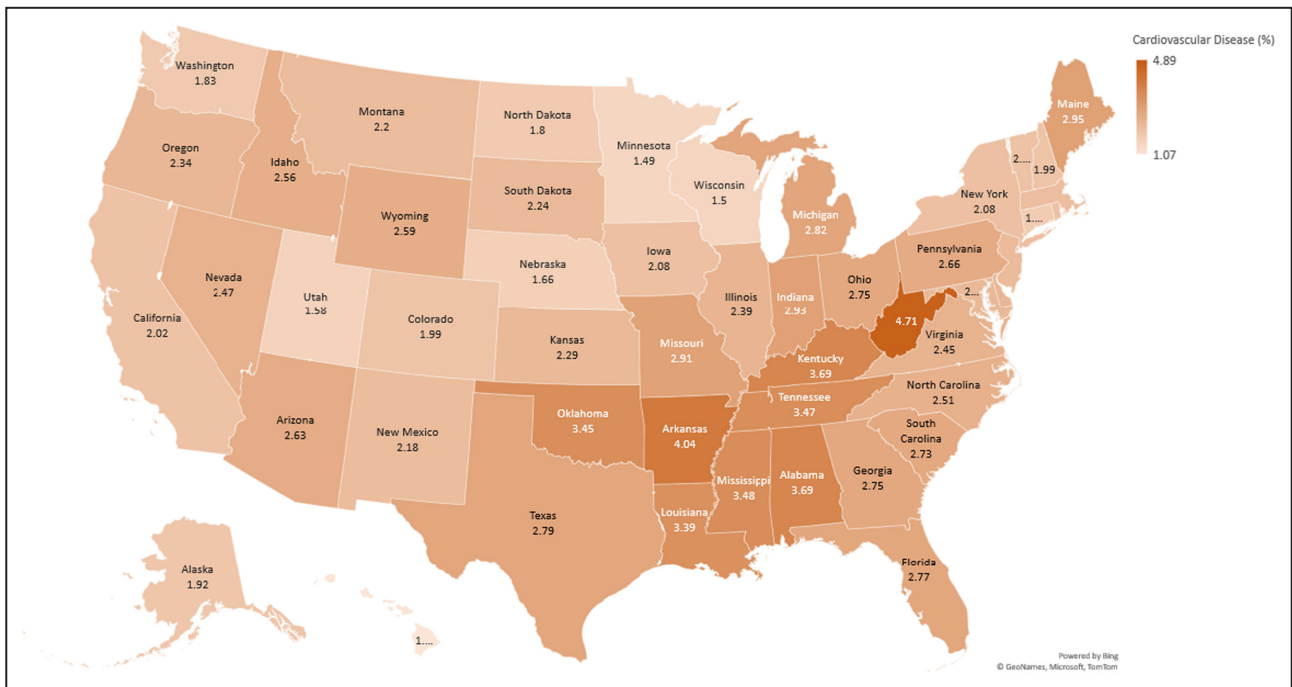 Cardiovascular Disease (%)
4.89
1.07
Washington
1.83
Oregon
2.34
Idaho
2.56
Montana
2.2
North Dakota
1.8
Minnesota
1.49
Wisconsin
1.5
Michigan
2.82
Maine
2.95
2....
1.99
New York
2.08
1....
South Dakota
2.24
Wyoming
2.59
Nevada
2.47
Utah
1.58
California
2.02
Colorado
1.99
Nebraska
1.66
Iowa
2.08
Illinois
2.39
Indiana
2.93
Ohio
2.75
Pennsylvania
2.66
2....
4.71
Virginia
2.45
Kansas
2.29
Missouri
2.91
Kentucky
3.69
Tennessee
3.47
North Carolina
2.51
South
Carolina
2.73
Arizona
2.63
New Mexico
2.18
Oklahoma
3.45
Arkansas
4.04
Mississippi
3.48
Alabama
3.69
Georgia
2.75
Louisiana
3.39
Texas
2.79
Florida
2.77
Alaska
1.92
1....
Powered by Bing
© GeoNames, Microsoft, TomTom